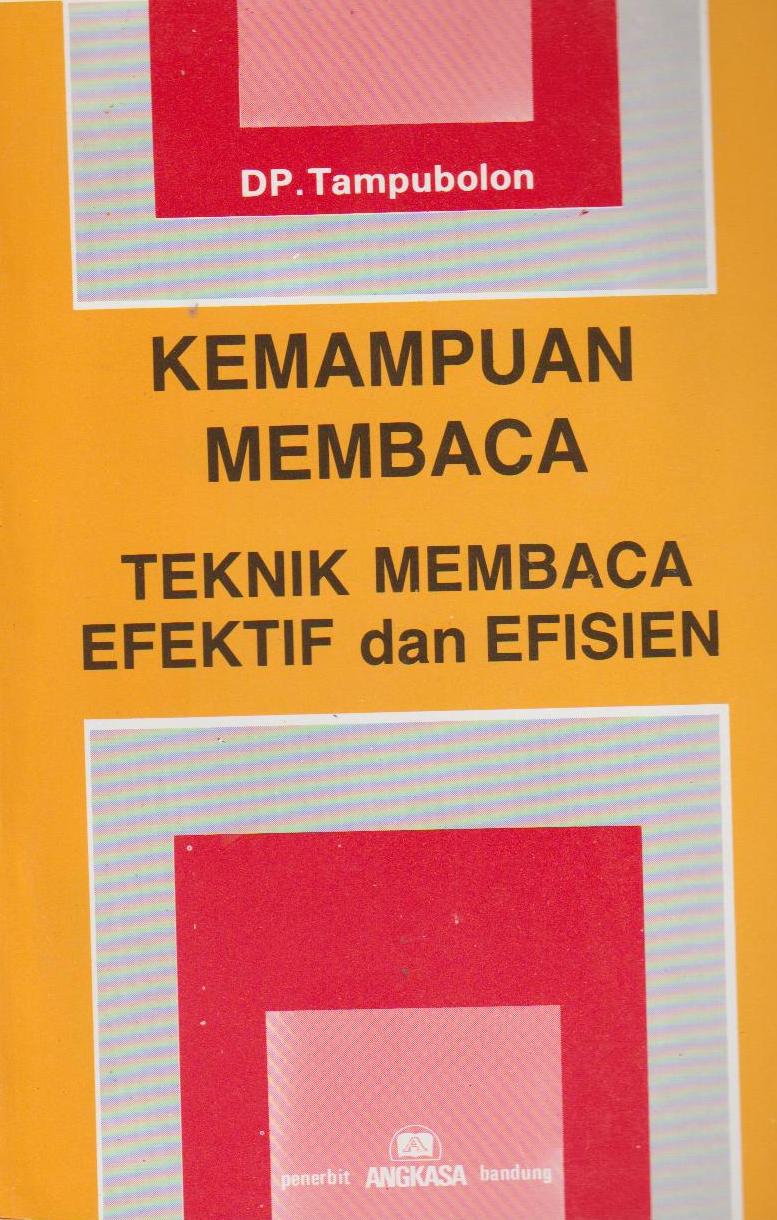 DP.Tampubolon
KEMAMPUAN
MEMBACA
TEKNIK MEMBACA
EFEKTIF dan EFISIEN
A
penerbit ANGKASA bandung